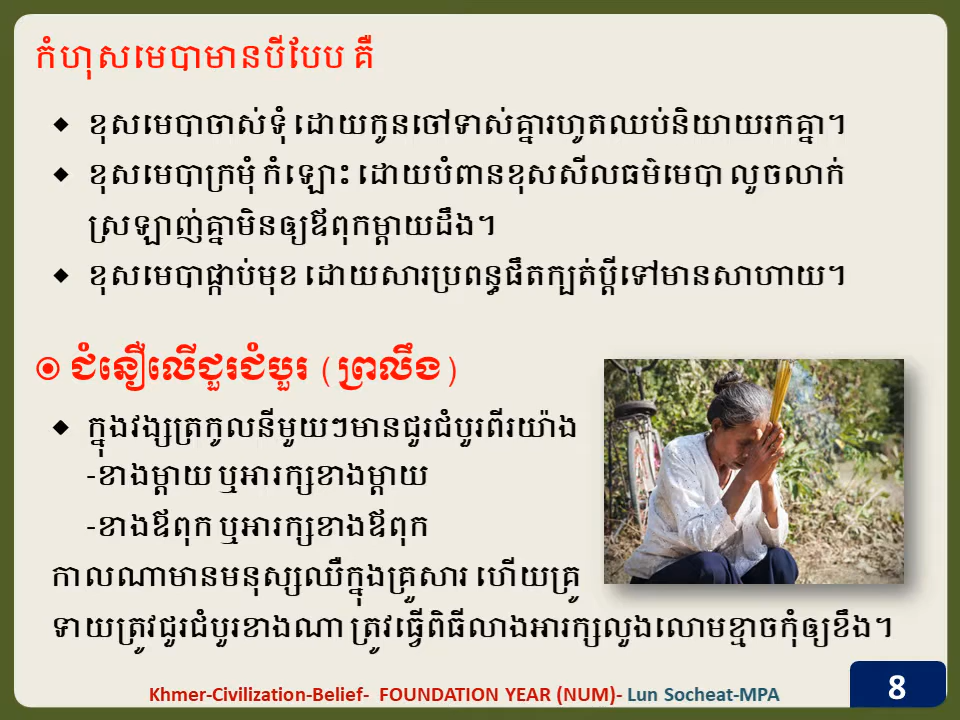 កំហុសមេបាមានបីបែប គឺ
◆ ខុសមេបាចាស់ទុំ ដោយកូនចៅទាស់គ្នារហូតឈប់និយាយរកគ្នា។
◆ ខុសមេបាក្រមុំ កំឡោះ ដោយបំពានខុសសីលធម៌មេបា លួចលាក់
ស្រឡាញ់គ្នាមិនឲ្យឪពុកម្តាយដឹង។
◆ ខុសមេបាផ្កាប់មុខ ដោយសារប្រពន្ធផឹតក្បត់ប្តីទៅមានសាហាយ។
ជំនឿលើជួរជំបួរ (ព្រលឹង)
◆ ក្នុងវង្សត្រកូលនីមួយៗមានជួរជំបួរពីរយ៉ាង
-ខាងម្តាយ ឬអារក្សខាងម្តាយ
-ខាងឪពុក ឬអារក្សខាងឪពុក
កាលណាមានមនុស្សឈឺក្នុងគ្រួសារ ហើយគ្រូ
ទាយត្រូវជួរជំបួរខាងណា ត្រូវធ្វើពិធីលាងអារក្សលួងលោមខ្មោចកុំឲ្យខឹង។
Khmer-Civilization-Belief- FOUNDATION YEAR (NUM)- Lun Socheat-MPA
8